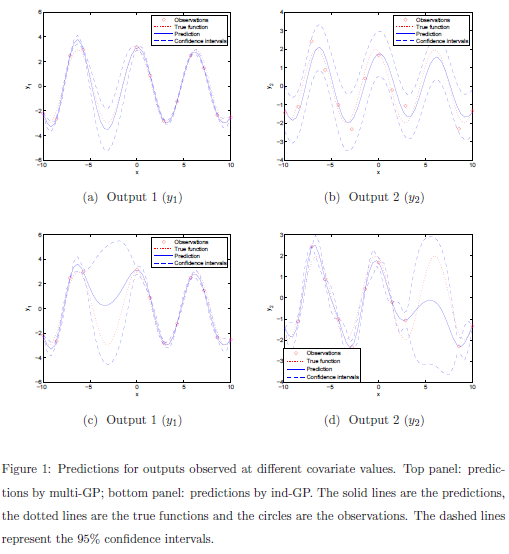 6
4
2
0
−2
−4
−6
−10
−5
0
5
10
y1
x
Observations
True function
Prediction
Confidence intervals
(a) Output 1 (y1)
4
3
2
1
0
−1
−2
−3
−4
−10
−5
0
5
10
y2
x
Observations
True function
Prediction
Confidence intervals
(b) Output 2 (y2)
6
4
2
0
−2
−4
−6
−10
−5
0
5
10
y1
x
Observations
True function
Prediction
Confidence intervals
(c) Output 1 (y1)
3
2
1
0
−1
−2
−3
−4
−5
0
5
10
y2
x
Observations
True function
Prediction
Confidence intervals
(d) Output 2 (y2)
Figure 1: Predictions for outputs observed at different covariate values. Top panel: predic-
tions by multi-GP; bottom panel: predictions by ind-GP. The solid lines are the predictions,
the dotted lines are the true functions and the circles are the observations. The dashed lines
represent the 95% confidence intervals.